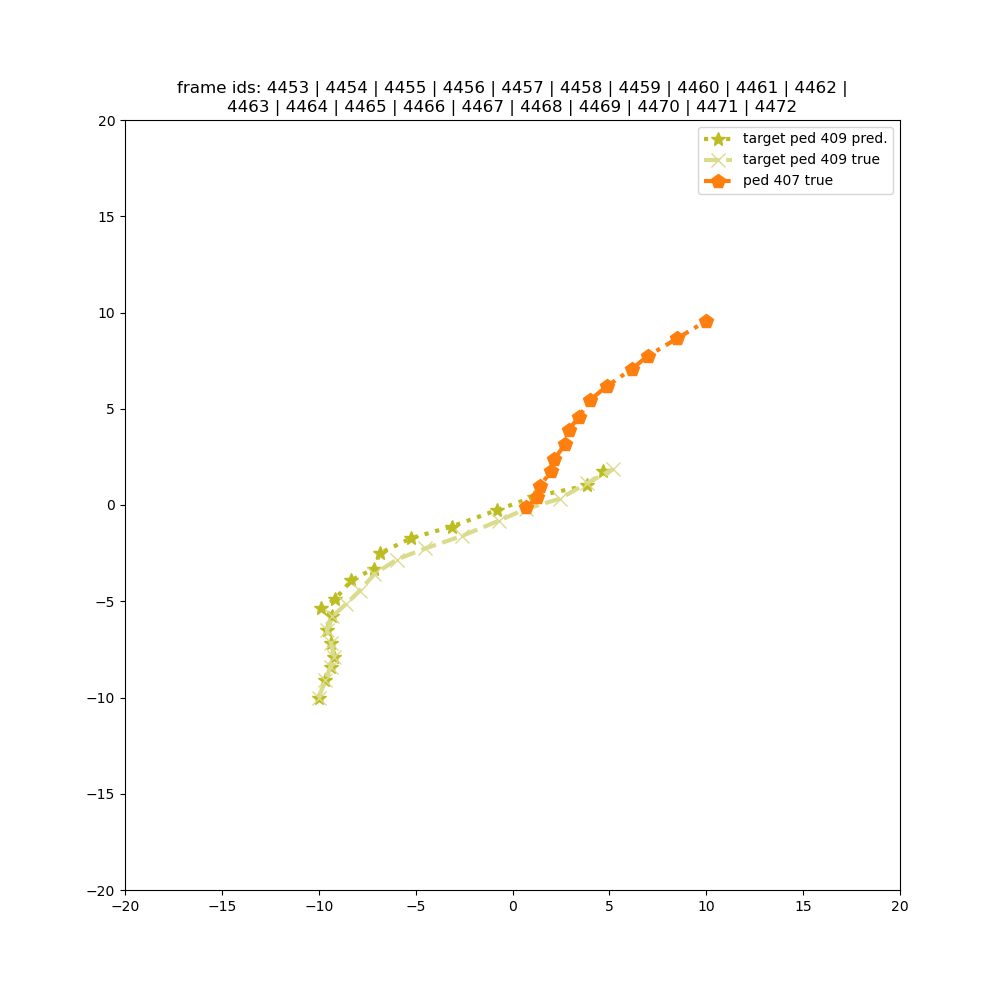 frame ids: 4453 | 4454 | 4455 | 4456 | 4457 | 4458 | 4459 | 4460 | 4461 | 4462 |
4463 | 4464 | 4465 | 4466 | 4467 | 4468 | 4469 | 4470 | 4471 | 4472
target ped 409 pred.
target ped 409 true
ped 407 true
20
15
10
5
0
−5
−10
−15
−20
−20 −15 −10 −5 0 5 10 15 20